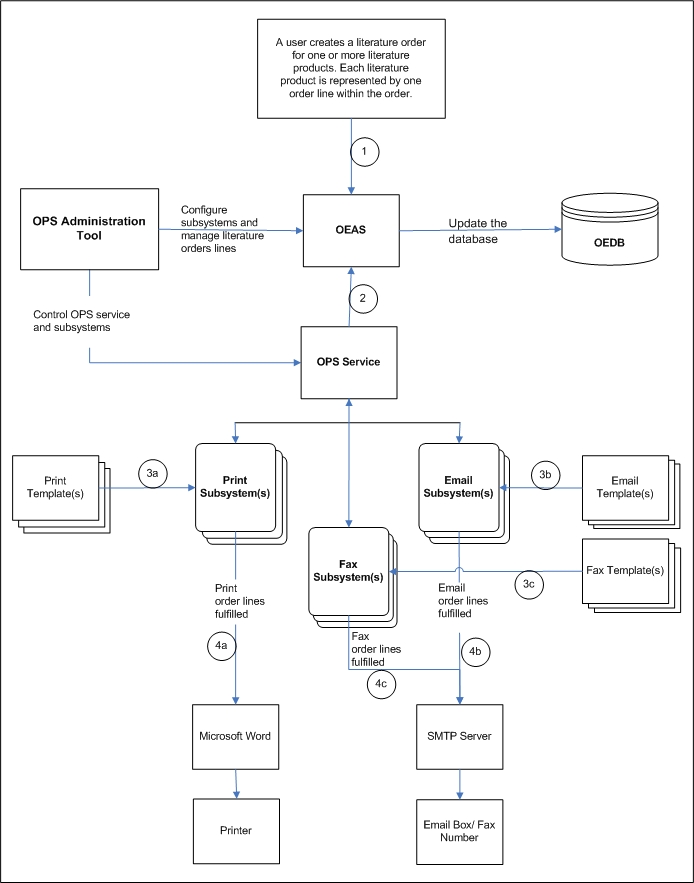 A user creates a literature order
for one or more literature
products. Each literature
product is represented by one
order line within the order.
1
OPS Administration
Tool
Configure
subsystems and
manage literature
orders lines
OEAS
Update the
database
OEDB
2
Control OPS service
and subsystems
OPS Service
Print
Template(s)
3a
Print
Subsystem(s)
Email
Subsystem(s)
3b
Email
Template(s)
Fax
Subsystem(s)
3c
Fax Template(s)
Print
order lines
fulfilled
Email
order lines
fulfilled
Fax
order lines
fulfilled
4a
4b
4c
Microsoft Word
SMTP Server
Printer
Email Box/ Fax
Number